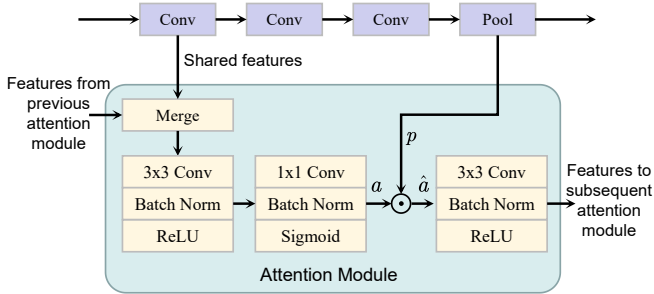 Conv
Conv
Conv
Pool
Shared features
Features from
previous
attention
module
Merge
p
3x3 Conv
Batch Norm
ReLU
1x1 Conv
Batch Norm
Sigmoid
a
â
3x3 Conv
Batch Norm
ReLU
Features to
subsequent
attention
module
Attention Module